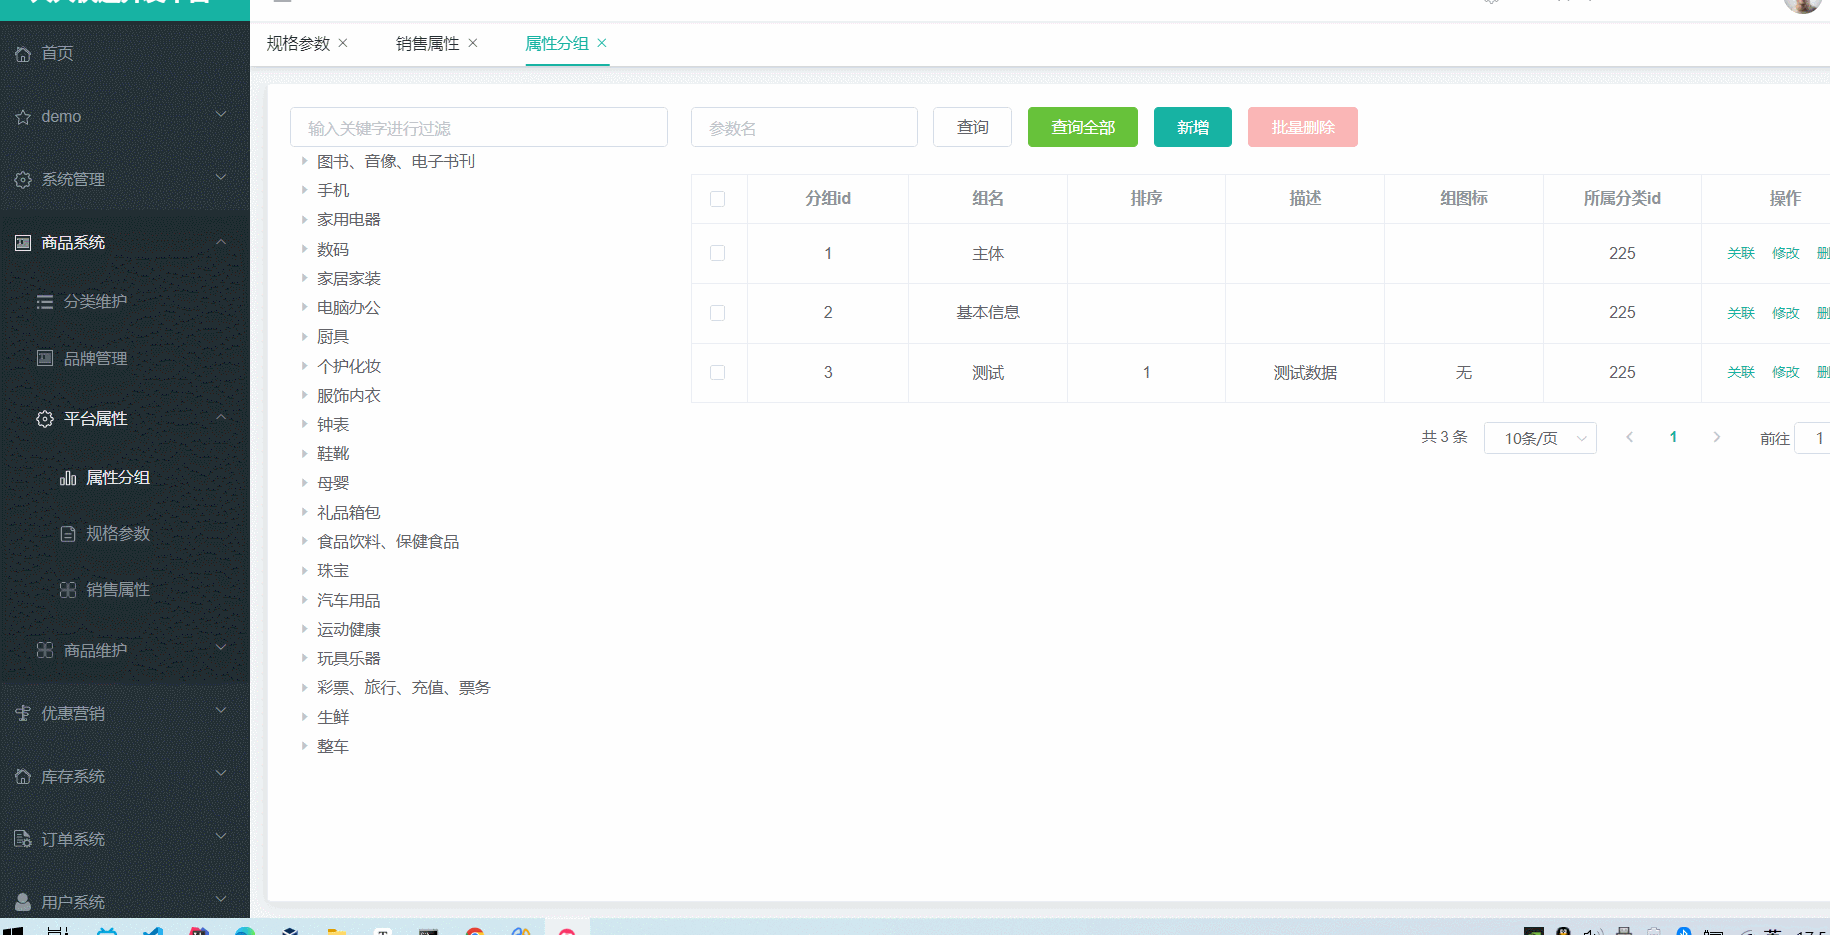 首页
demo
系统管理
商品系统
分类维护
品牌管理
平台属性
属性分组
规格参数
销售属性
商品维护
优惠营销
库存系统
订单系统
用户系统
规格参数 × 销售属性 × 属性分组 ×
输入关键字进行过滤
图书、音像、电子书刊
手机
家用电器
数码
家居家装
电脑办公
厨具
个护化妆
服饰内衣
钟表
鞋靴
母婴
礼品箱包
食品饮料、保健食品
珠宝
汽车用品
运动健康
玩具乐器
彩票、旅行、充值、票务
生鲜
整车
参数名 查询 查询全部 新增 批量删除
分组id 组名 排序 描述 组图标 所属分类id 操作
1 主体 225 关联 修改 删
2 基本信息 225 关联 修改 删
3 测试 1 测试数据 无 225 关联 修改 删
共 3 条 10条/页 1 前往 1